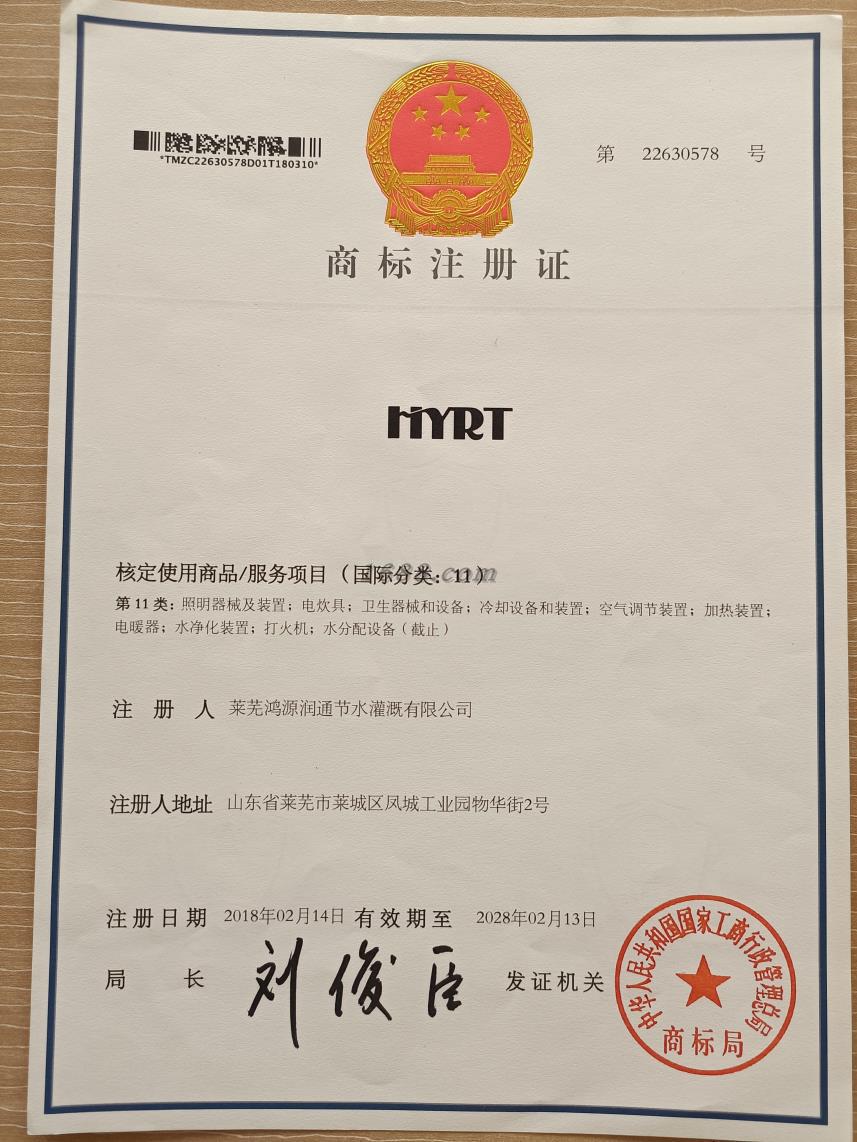 *TMZC22630578D01T180310*
第 22630578 号
商标注册证
HYRT
核定使用商品/服务项目(国际分类:11)
1688.com
第11类:照明器械及装置;电炊具;卫生器械和设备;冷却设备和装置;空气调节装置;加热装置;
电暖器;水净化装置;打火机;水分配设备(截止)
注册人 莱芜鸿源润通节水灌溉有限公司
注册人地址 山东省莱芜市莱城区凤城工业园物华街2号
注册日期 2018年02月14日 有效期至 2028年02月13日
局长 刘俊臣 发证机关
中华人民共和国国家工商行政管理总局
商标局